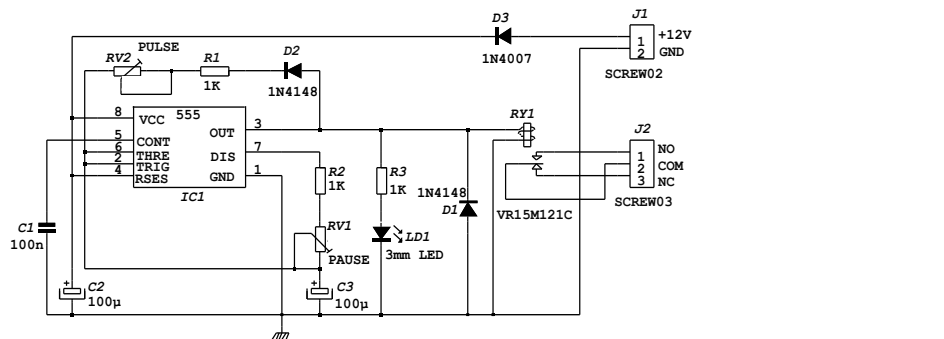 J1
D3
+12V
1
2
GND
1N4007
SCREW02
PULSE
RV2
R1
1K
D2
1N4148
8
VCC
555
OUT
3
5
CONT
6
THRE
2
TRIG
4
RSES
DIS
7
GND
1
IC1
RY1
J2
NO
1
COM
2
NC
3
SCREW03
VR15M121C
R2
1K
R3
1K
1N4148
D1
C1
100n
RV1
PAUSE
LD1
3mm LED
+
C2
100µ
+
C3
100µ